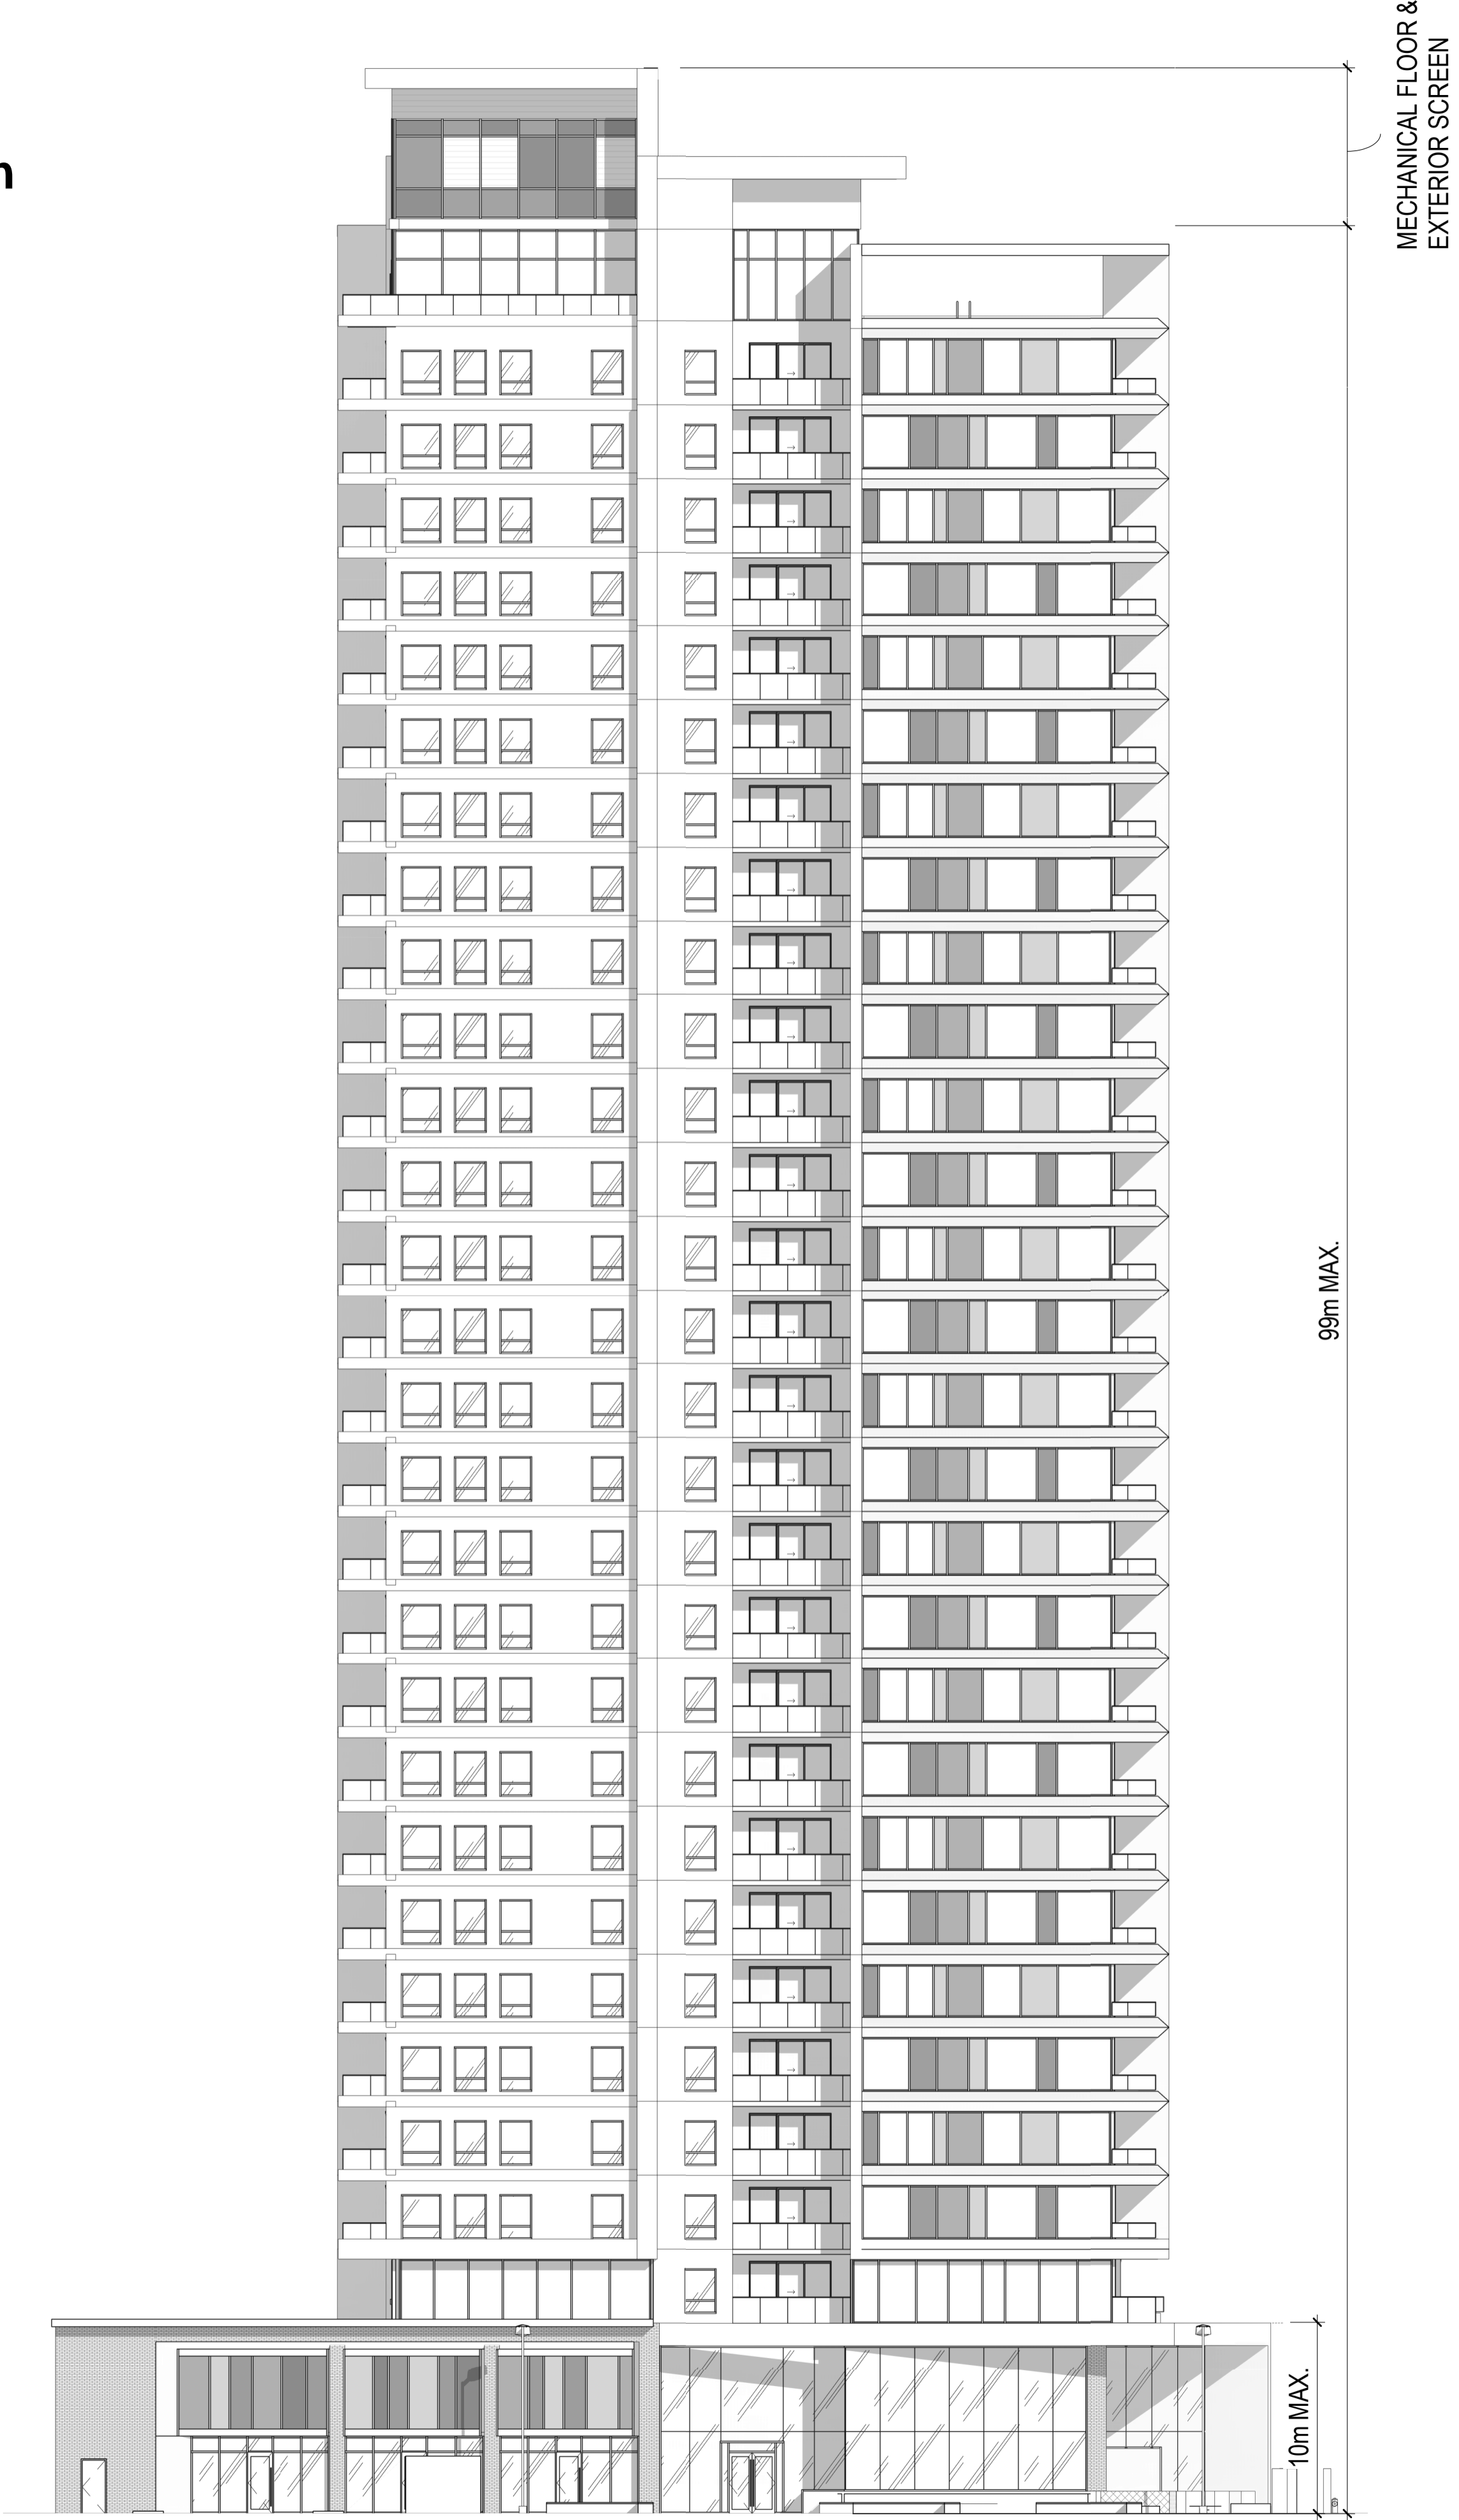 MECHANICAL FLOOR &
EXTERIOR SCREEN
99m MAX.
10m MAX.